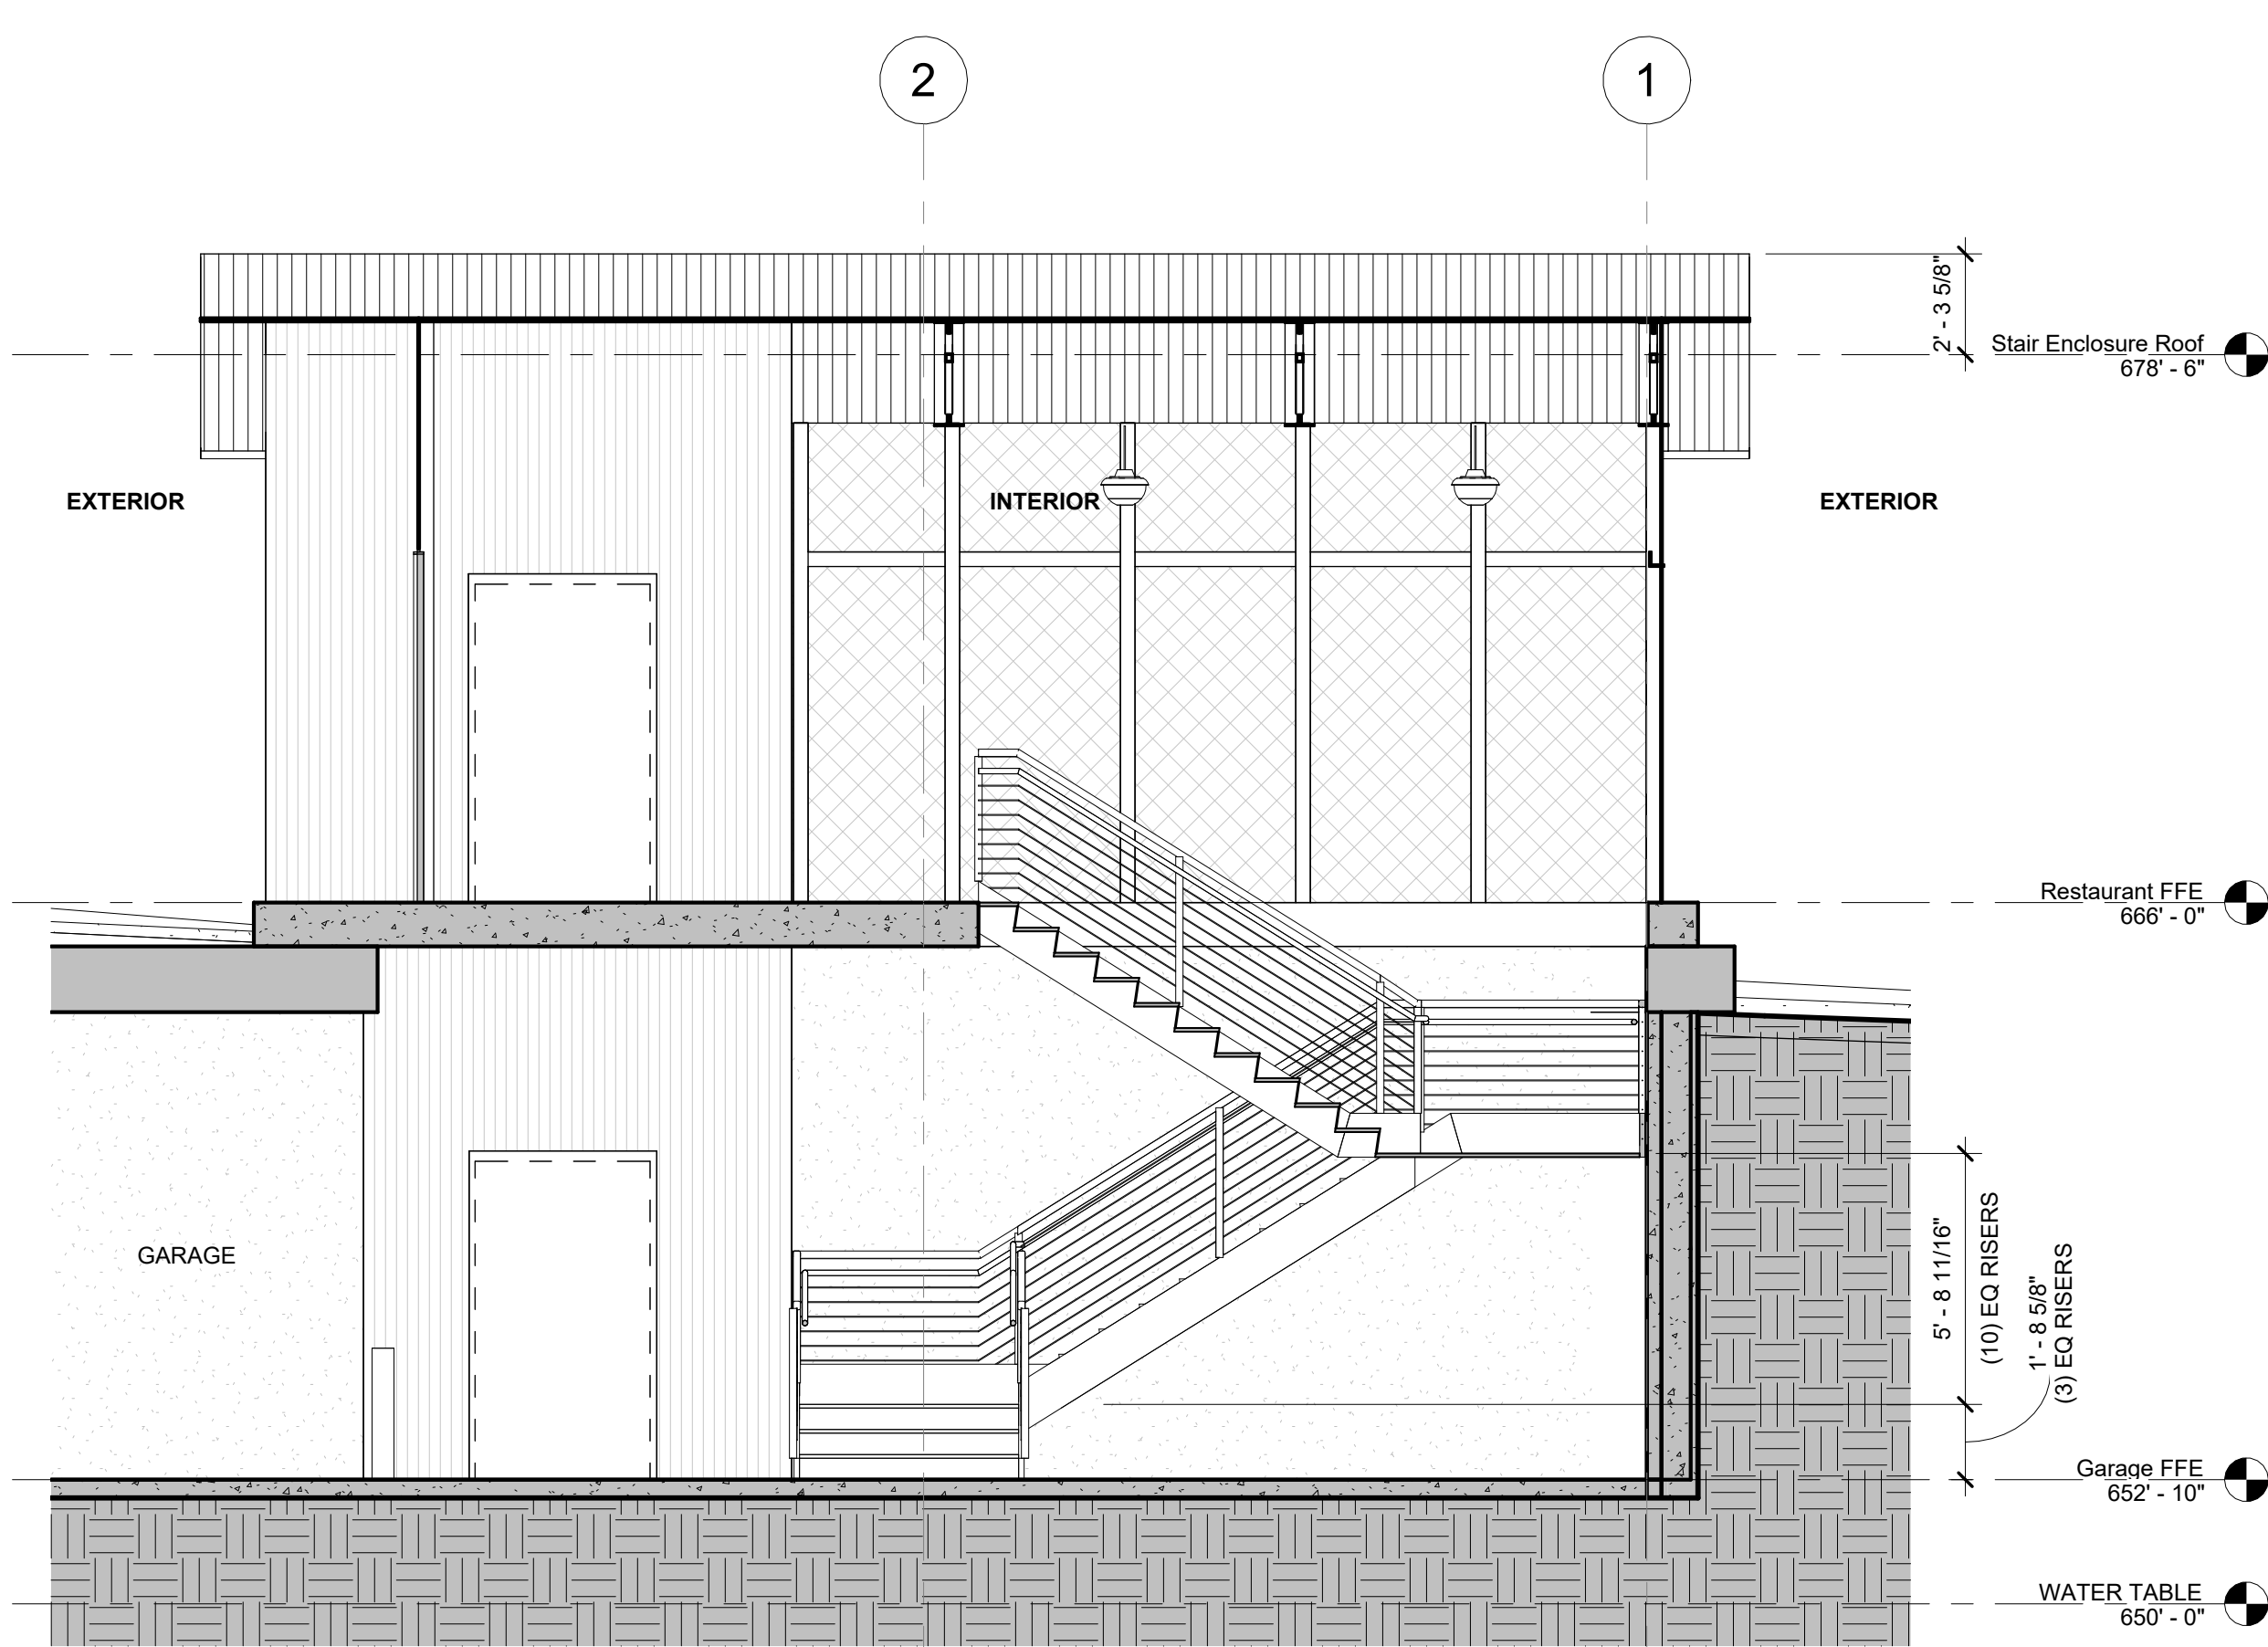 2
1
2' - 3 5/8"
Stair Enclosure Roof
678' - 6"
EXTERIOR
INTERIOR
EXTERIOR
Restaurant FFE
666' - 0"
GARAGE
5' - 8 11/16"
(10) EQ RISERS
1' - 8 5/8"
(3) EQ RISERS
Garage FFE
652' - 10"
WATER TABLE
650' - 0"